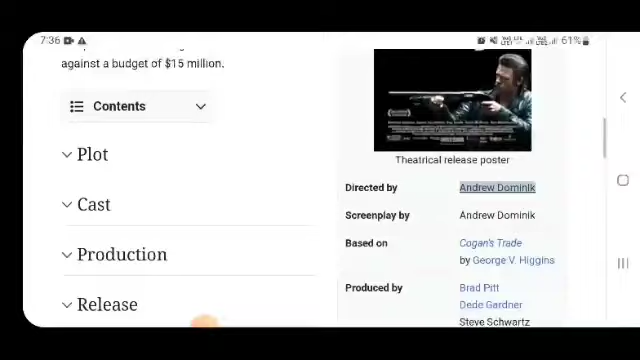 7:36
61%
against a budget of $15 million.
Contents
Plot
Cast
Production
Release
Theatrical release poster
Directed by Andrew Dominik
Screenplay by Andrew Dominik
Based on Cogan's Trade
by George V. Higgins
Produced by Brad Pitt
Dede Gardner
Steve Schwartz